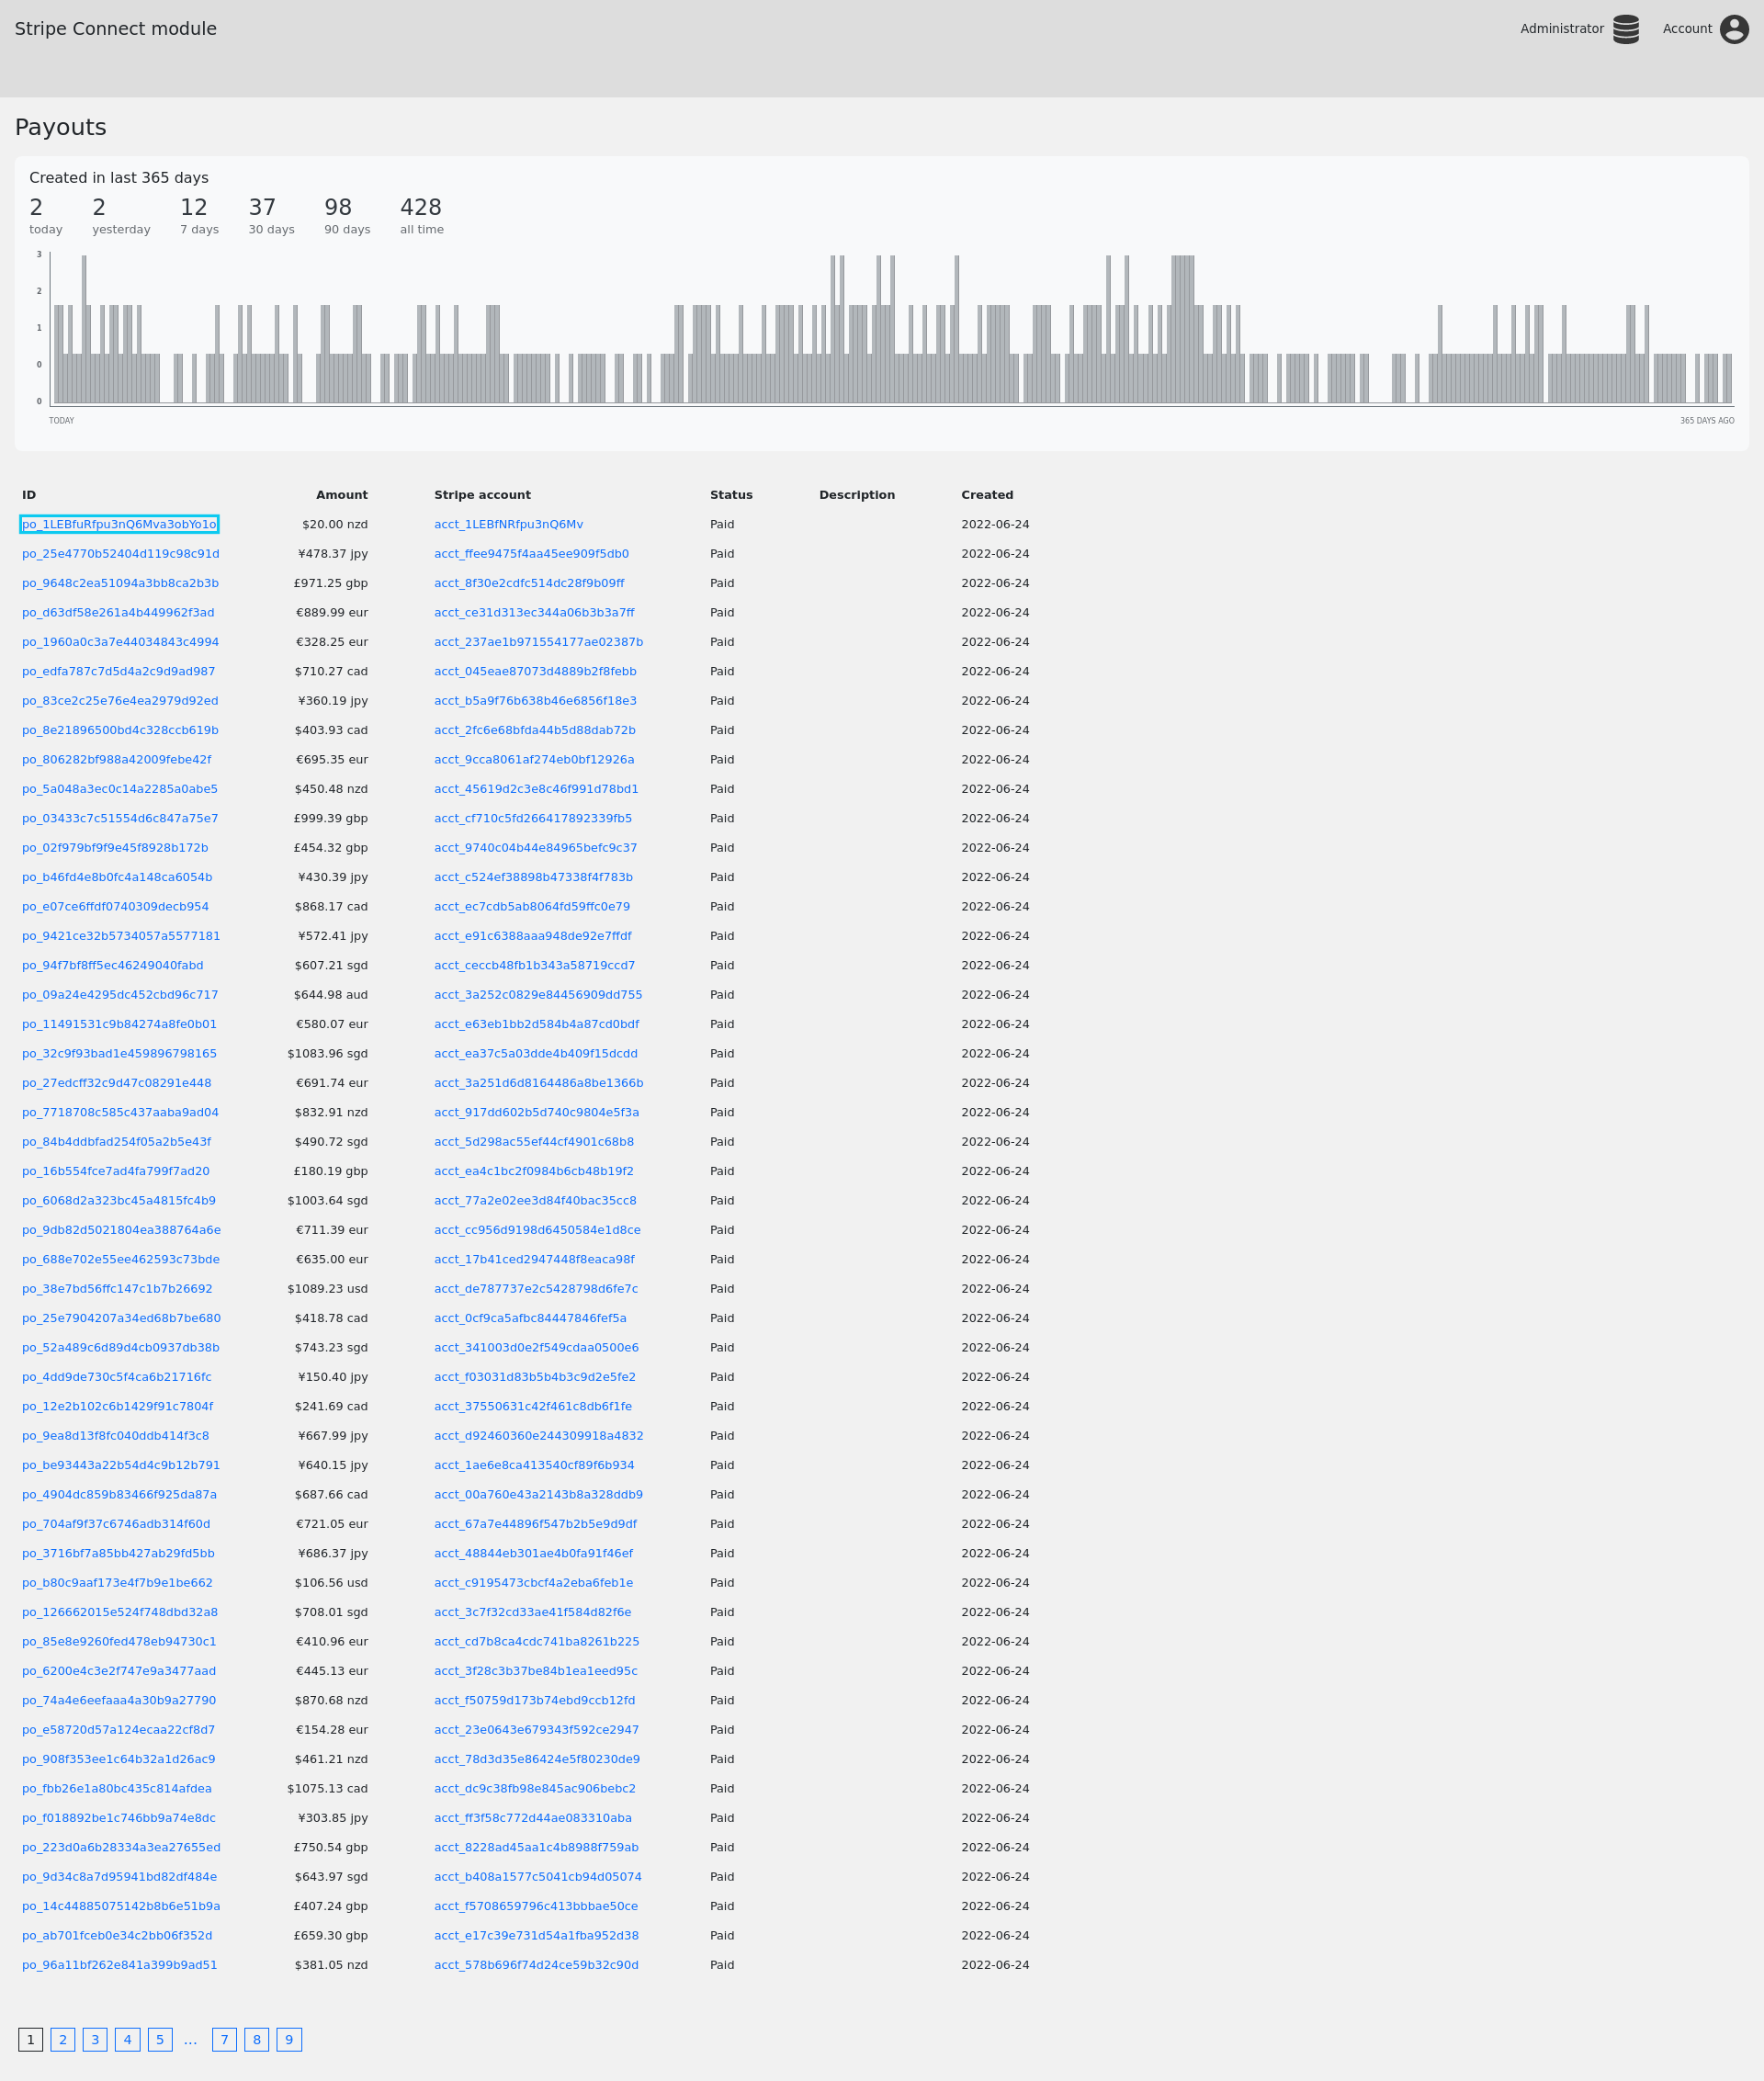 Stripe Connect module
Administrator Account
Payouts
Created in last 365 days
2 2 12 37 98 428
today yesterday 7 days 30 days 90 days all time
3
2
1
0
0
TODAY 365 DAYS AGO
ID Amount Stripe account Status Description Created
po_1LEBfuRfpu3nQ6Mva3obYo1o $20.00 nzd acct_1LEBfNRfpu3nQ6Mv Paid 2022-06-24
po_25e4770b52404d119c98c91d ¥478.37 jpy acct_ffee9475f4aa45ee909f5db0 Paid 2022-06-24
po_9648c2ea51094a3bb8ca2b3b £971.25 gbp acct_8f30e2cdfc514dc28f9b09ff Paid 2022-06-24
po_d63df58e261a4b449962f3ad €889.99 eur acct_ce31d313ec344a06b3b3a7ff Paid 2022-06-24
po_1960a0c3a7e44034843c4994 €328.25 eur acct_237ae1b971554177ae02387b Paid 2022-06-24
po_edfa787c7d5d4a2c9d9ad987 $710.27 cad acct_045eae87073d4889b2f8febb Paid 2022-06-24
po_83ce2c25e76e4ea2979d92ed ¥360.19 jpy acct_b5a9f76b638b46e6856f18e3 Paid 2022-06-24
po_8e21896500bd4c328ccb619b $403.93 cad acct_2fc6e68bfda44b5d88dab72b Paid 2022-06-24
po_806282bf988a42009febe42f €695.35 eur acct_9cca8061af274eb0bf12926a Paid 2022-06-24
po_5a048a3ec0c14a2285a0abe5 $450.48 nzd acct_45619d2c3e8c46f991d78bd1 Paid 2022-06-24
po_03433c7c51554d6c847a75e7 £999.39 gbp acct_cf710c5fd266417892339fb5 Paid 2022-06-24
po_02f979bf9f9e45f8928b172b £454.32 gbp acct_9740c04b44e84965befc9c37 Paid 2022-06-24
po_b46fd4e8b0fc4a148ca6054b ¥430.39 jpy acct_c524ef38898b47338f4f783b Paid 2022-06-24
po_e07ce6ffdf0740309decb954 $868.17 cad acct_ec7cdb5ab8064fd59ffc0e79 Paid 2022-06-24
po_9421ce32b5734057a5577181 ¥572.41 jpy acct_e91c6388aaa948de92e7ffdf Paid 2022-06-24
po_94f7bf8ff5ec46249040fabd $607.21 sgd acct_ceccb48fb1b343a58719ccd7 Paid 2022-06-24
po_09a24e4295dc452cbd96c717 $644.98 aud acct_3a252c0829e84456909dd755 Paid 2022-06-24
po_11491531c9b84274a8fe0b01 €580.07 eur acct_e63eb1bb2d584b4a87cd0bdf Paid 2022-06-24
po_32c9f93bad1e459896798165 $1083.96 sgd acct_ea37c5a03dde4b409f15dcdd Paid 2022-06-24
po_27edcff32c9d47c08291e448 €691.74 eur acct_3a251d6d8164486a8be1366b Paid 2022-06-24
po_7718708c585c437aaba9ad04 $832.91 nzd acct_917dd602b5d740c9804e5f3a Paid 2022-06-24
po_84b4ddbfad254f05a2b5e43f $490.72 sgd acct_5d298ac55ef44cf4901c68b8 Paid 2022-06-24
po_16b554fce7ad4fa799f7ad20 £180.19 gbp acct_ea4c1bc2f0984b6cb48b19f2 Paid 2022-06-24
po_6068d2a323bc45a4815fc4b9 $1003.64 sgd acct_77a2e02ee3d84f40bac35cc8 Paid 2022-06-24
po_9db82d5021804ea388764a6e €711.39 eur acct_cc956d9198d6450584e1d8ce Paid 2022-06-24
po_688e702e55ee462593c73bde €635.00 eur acct_17b41ced2947448f8eaca98f Paid 2022-06-24
po_38e7bd56ffc147c1b7b26692 $1089.23 usd acct_de787737e2c5428798d6fe7c Paid 2022-06-24
po_25e7904207a34ed68b7be680 $418.78 cad acct_0cf9ca5afbc84447846fef5a Paid 2022-06-24
po_52a489c6d89d4cb0937db38b $743.23 sgd acct_341003d0e2f549cdaa0500e6 Paid 2022-06-24
po_4dd9de730c5f4ca6b21716fc ¥150.40 jpy acct_f03031d83b5b4b3c9d2e5fe2 Paid 2022-06-24
po_12e2b102c6b1429f91c7804f $241.69 cad acct_37550631c42f461c8db6f1fe Paid 2022-06-24
po_9ea8d13f8fc040ddb414f3c8 ¥667.99 jpy acct_d92460360e244309918a4832 Paid 2022-06-24
po_be93443a22b54d4c9b12b791 ¥640.15 jpy acct_1ae6e8ca413540cf89f6b934 Paid 2022-06-24
po_4904dc859b83466f925da87a $687.66 cad acct_00a760e43a2143b8a328ddb9 Paid 2022-06-24
po_704af9f37c6746adb314f60d €721.05 eur acct_67a7e44896f547b2b5e9d9df Paid 2022-06-24
po_3716bf7a85bb427ab29fd5bb ¥686.37 jpy acct_48844eb301ae4b0fa91f46ef Paid 2022-06-24
po_b80c9aaf173e4f7b9e1be662 $106.56 usd acct_c9195473cbcf4a2eba6feb1e Paid 2022-06-24
po_126662015e524f748dbd32a8 $708.01 sgd acct_3c7f32cd33ae41f584d82f6e Paid 2022-06-24
po_85e8e9260fed478eb94730c1 €410.96 eur acct_cd7b8ca4cdc741ba8261b225 Paid 2022-06-24
po_6200e4c3e2f747e9a3477aad €445.13 eur acct_3f28c3b37be84b1ea1eed95c Paid 2022-06-24
po_74a4e6eefaaa4a30b9a27790 $870.68 nzd acct_f50759d173b74ebd9ccb12fd Paid 2022-06-24
po_e58720d57a124ecaa22cf8d7 €154.28 eur acct_23e0643e679343f592ce2947 Paid 2022-06-24
po_908f353ee1c64b32a1d26ac9 $461.21 nzd acct_78d3d35e86424e5f80230de9 Paid 2022-06-24
po_fbb26e1a80bc435c814afdea $1075.13 cad acct_dc9c38fb98e845ac906bebc2 Paid 2022-06-24
po_f018892be1c746bb9a74e8dc ¥303.85 jpy acct_ff3f58c772d44ae083310aba Paid 2022-06-24
po_223d0a6b28334a3ea27655ed £750.54 gbp acct_8228ad45aa1c4b8988f759ab Paid 2022-06-24
po_9d34c8a7d95941bd82df484e $643.97 sgd acct_b408a1577c5041cb94d05074 Paid 2022-06-24
po_14c44885075142b8b6e51b9a £407.24 gbp acct_f5708659796c413bbbae50ce Paid 2022-06-24
po_ab701fceb0e34c2bb06f352d £659.30 gbp acct_e17c39e731d54a1fba952d38 Paid 2022-06-24
po_96a11bf262e841a399b9ad51 $381.05 nzd acct_578b696f74d24ce59b32c90d Paid 2022-06-24
1 2 3 4 5 ... 7 8 9